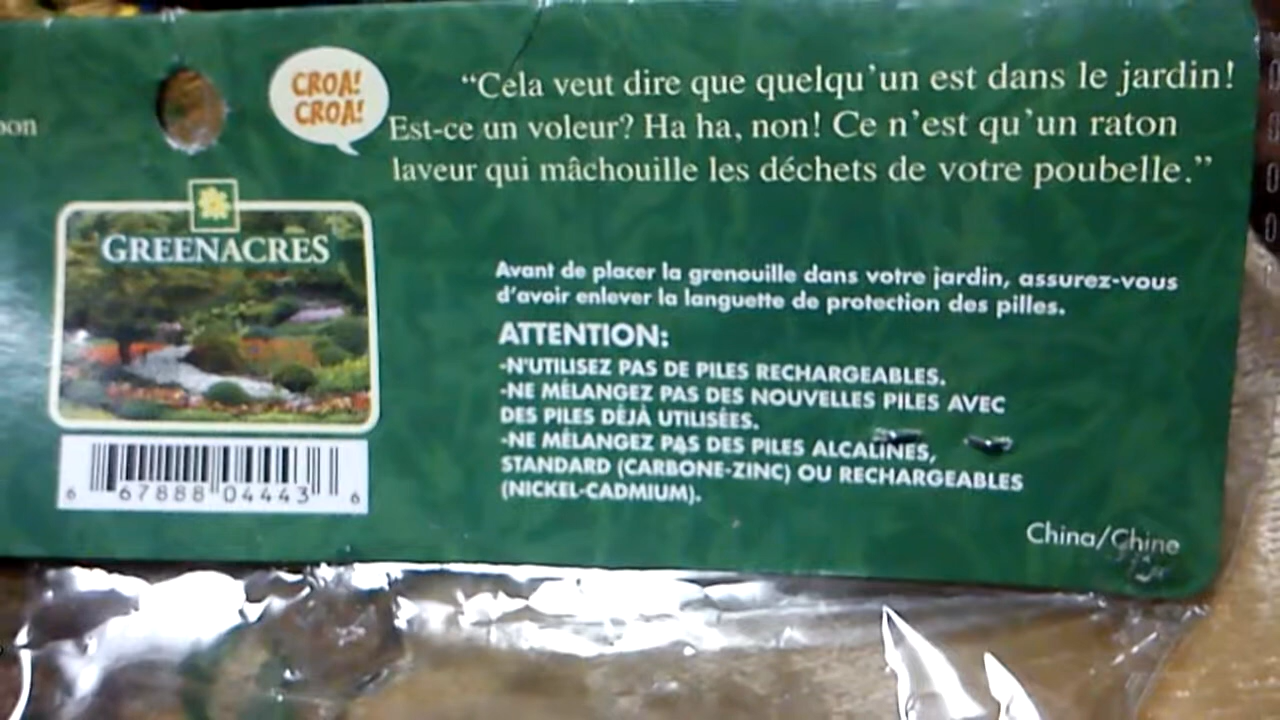 CROA!
CROA!
"Cela veut dire que quelqu'un est dans le jardin!
Est-ce un voleur? Ha ha, non! Ce n'est qu'un raton
laveur qui mâchouille les déchets de votre poubelle."
GREENACRES
Avant de placer la grenouille dans votre jardin, assurez-vous
d'avoir enlever la languette de protection des pilles.
ATTENTION:
-N'UTILISEZ PAS DE PILES RECHARGEABLES.
-NE MÉLANGEZ PAS DES NOUVELLES PILES AVEC
DES PILES DÉJÁ UTILISÉES.
-NE MÉLANGEZ PAS DES PILES ALCALINES,
STANDARD (CARBONE-ZINC) OU RECHARGEABLES
(NICKEL-CADMIUM).
6 67888 04443 6
China/Chine